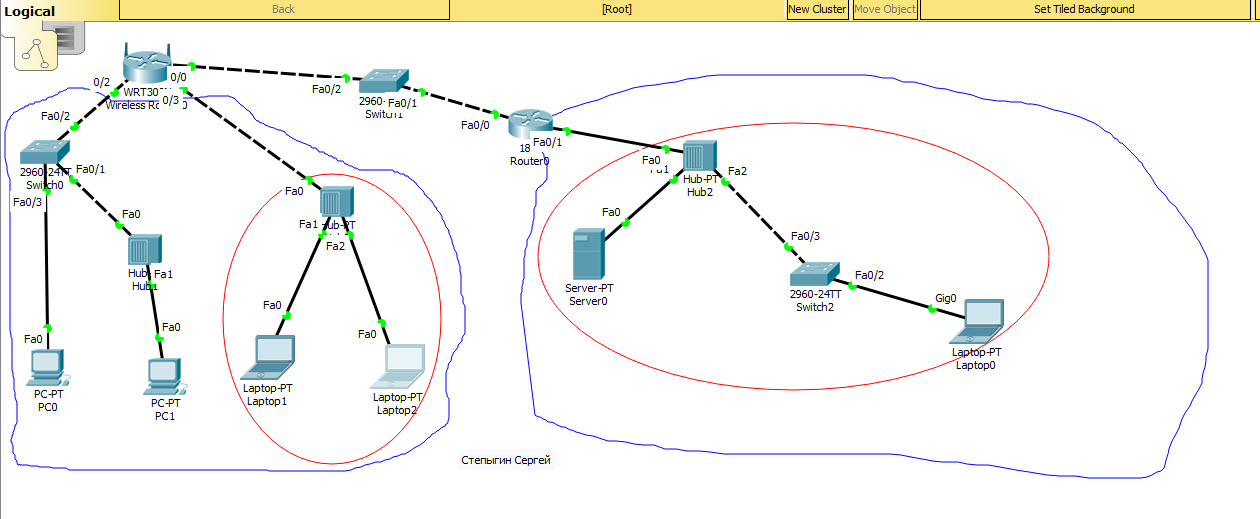 Logical
Back
[Root]
New Cluster
Move Object
Set Tiled Background
0/2
0/0
WRT30
Wireless Ro
0/3
0
Fa0/2
2960-
Fa0/1
Switch1
Fa0/2
2960-24TT
Switch0
Fa0/1
Fa0/3
Fa0/0
Fa0/1
18
Router0
Fa0
Fa1
Hub-PT
Hub2
Fa2
Fa0
Fa0
Fa1
ub-PT
Fa2
Fa0
Hub
Fa1
Hub1
Fa0/3
Server-PT
Server0
2960-24TT
Switch2
Fa0/2
Gig0
Fa0
Fa0
Fa0
Fa0
Laptop-PT
Laptop0
Laptop-PT
Laptop1
Laptop-PT
Laptop2
PC-PT
PC0
PC-PT
PC1
Степыгин Сергей